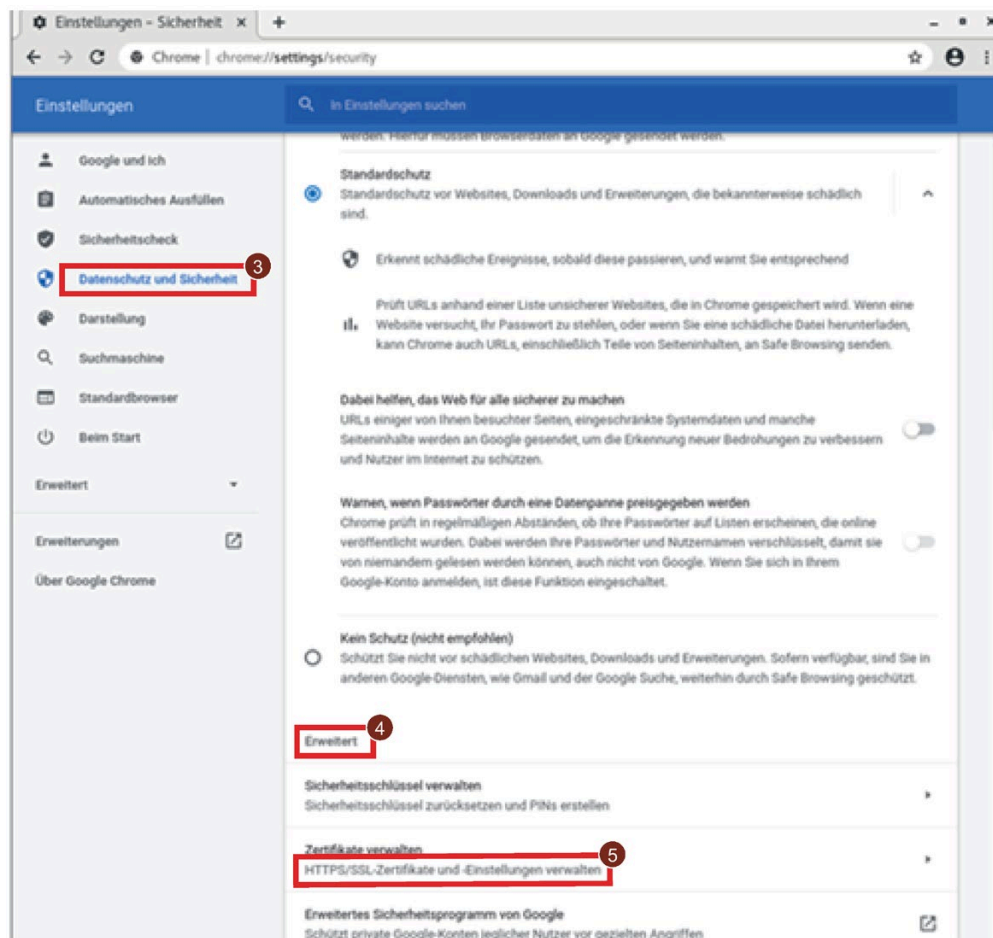 Einstellungen – Sicherheit
Chrome | chrome://settings/security
Einstellungen
In Einstellungen suchen
Google und ich
Automatisches Ausfüllen
Sicherheitscheck
3
Datenschutz und Sicherheit
Darstellung
Suchmaschine
Standardbrowser
Beim Start
Erweitert
Erweiterungen
Über Google Chrome
werden. Hierfür müssen Browserdaten an Google gesendet werden.
Standardschutz
Standardschutz vor Websites, Downloads und Erweiterungen, die bekannterweise schädlich
sind.
Erkennt schädliche Ereignisse, sobald diese passieren, und warnt Sie entsprechend
Prüft URLs anhand einer Liste unsicherer Websites, die in Chrome gespeichert wird. Wenn eine
Website versucht, Ihr Passwort zu stehlen, oder wenn Sie eine schädliche Datei herunterladen,
kann Chrome auch URLs, einschließlich Teile von Seiteninhalten, an Safe Browsing senden.
Dabei helfen, das Web für alle sicherer zu machen
URLs einiger von Ihnen besuchter Seiten, eingeschränkte Systemdaten und manche
Seiteninhalte werden an Google gesendet, um die Erkennung neuer Bedrohungen zu verbessern
und Nutzer im Internet zu schützen.
Warnen, wenn Passwörter durch eine Datenpanne preisgegeben werden
Chrome prüft in regelmäßigen Abständen, ob Ihre Passwörter auf Listen erscheinen, die online
veröffentlicht wurden. Dabei werden Ihre Passwörter und Nutzernamen verschlüsselt, damit sie
von niemandem gelesen werden können, auch nicht von Google. Wenn Sie sich in Ihrem
Google-Konto anmelden, ist diese Funktion eingeschaltet.
Kein Schutz (nicht empfohlen)
Schützt Sie nicht vor schädlichen Websites, Downloads und Erweiterungen. Sofern verfügbar, sind Sie in
anderen Google-Diensten, wie Gmail und der Google Suche, weiterhin durch Safe Browsing geschützt.
4
Erweitert
Sicherheitsschlüssel verwalten
Sicherheitsschlüssel zurücksetzen und PINs erstellen
Zertifikate verwalten
5
HTTPS/SSL-Zertifikate und -Einstellungen verwalten
Erweitertes Sicherheitsprogramm von Google
Schützt private Google-Konten jeglicher Nutzer vor gezielten Angriffen